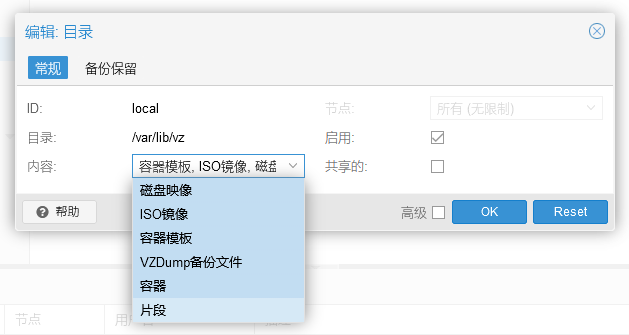 编辑: 目录
常规 备份保留
ID: local 节点: 所有 (无限制)
目录: /var/lib/vz 启用:
内容: 容器模板, ISO镜像, 磁盘 共享的:
磁盘映像
ISO镜像
容器模板
VZDump备份文件
容器
片段
帮助 高级 OK Reset
节点